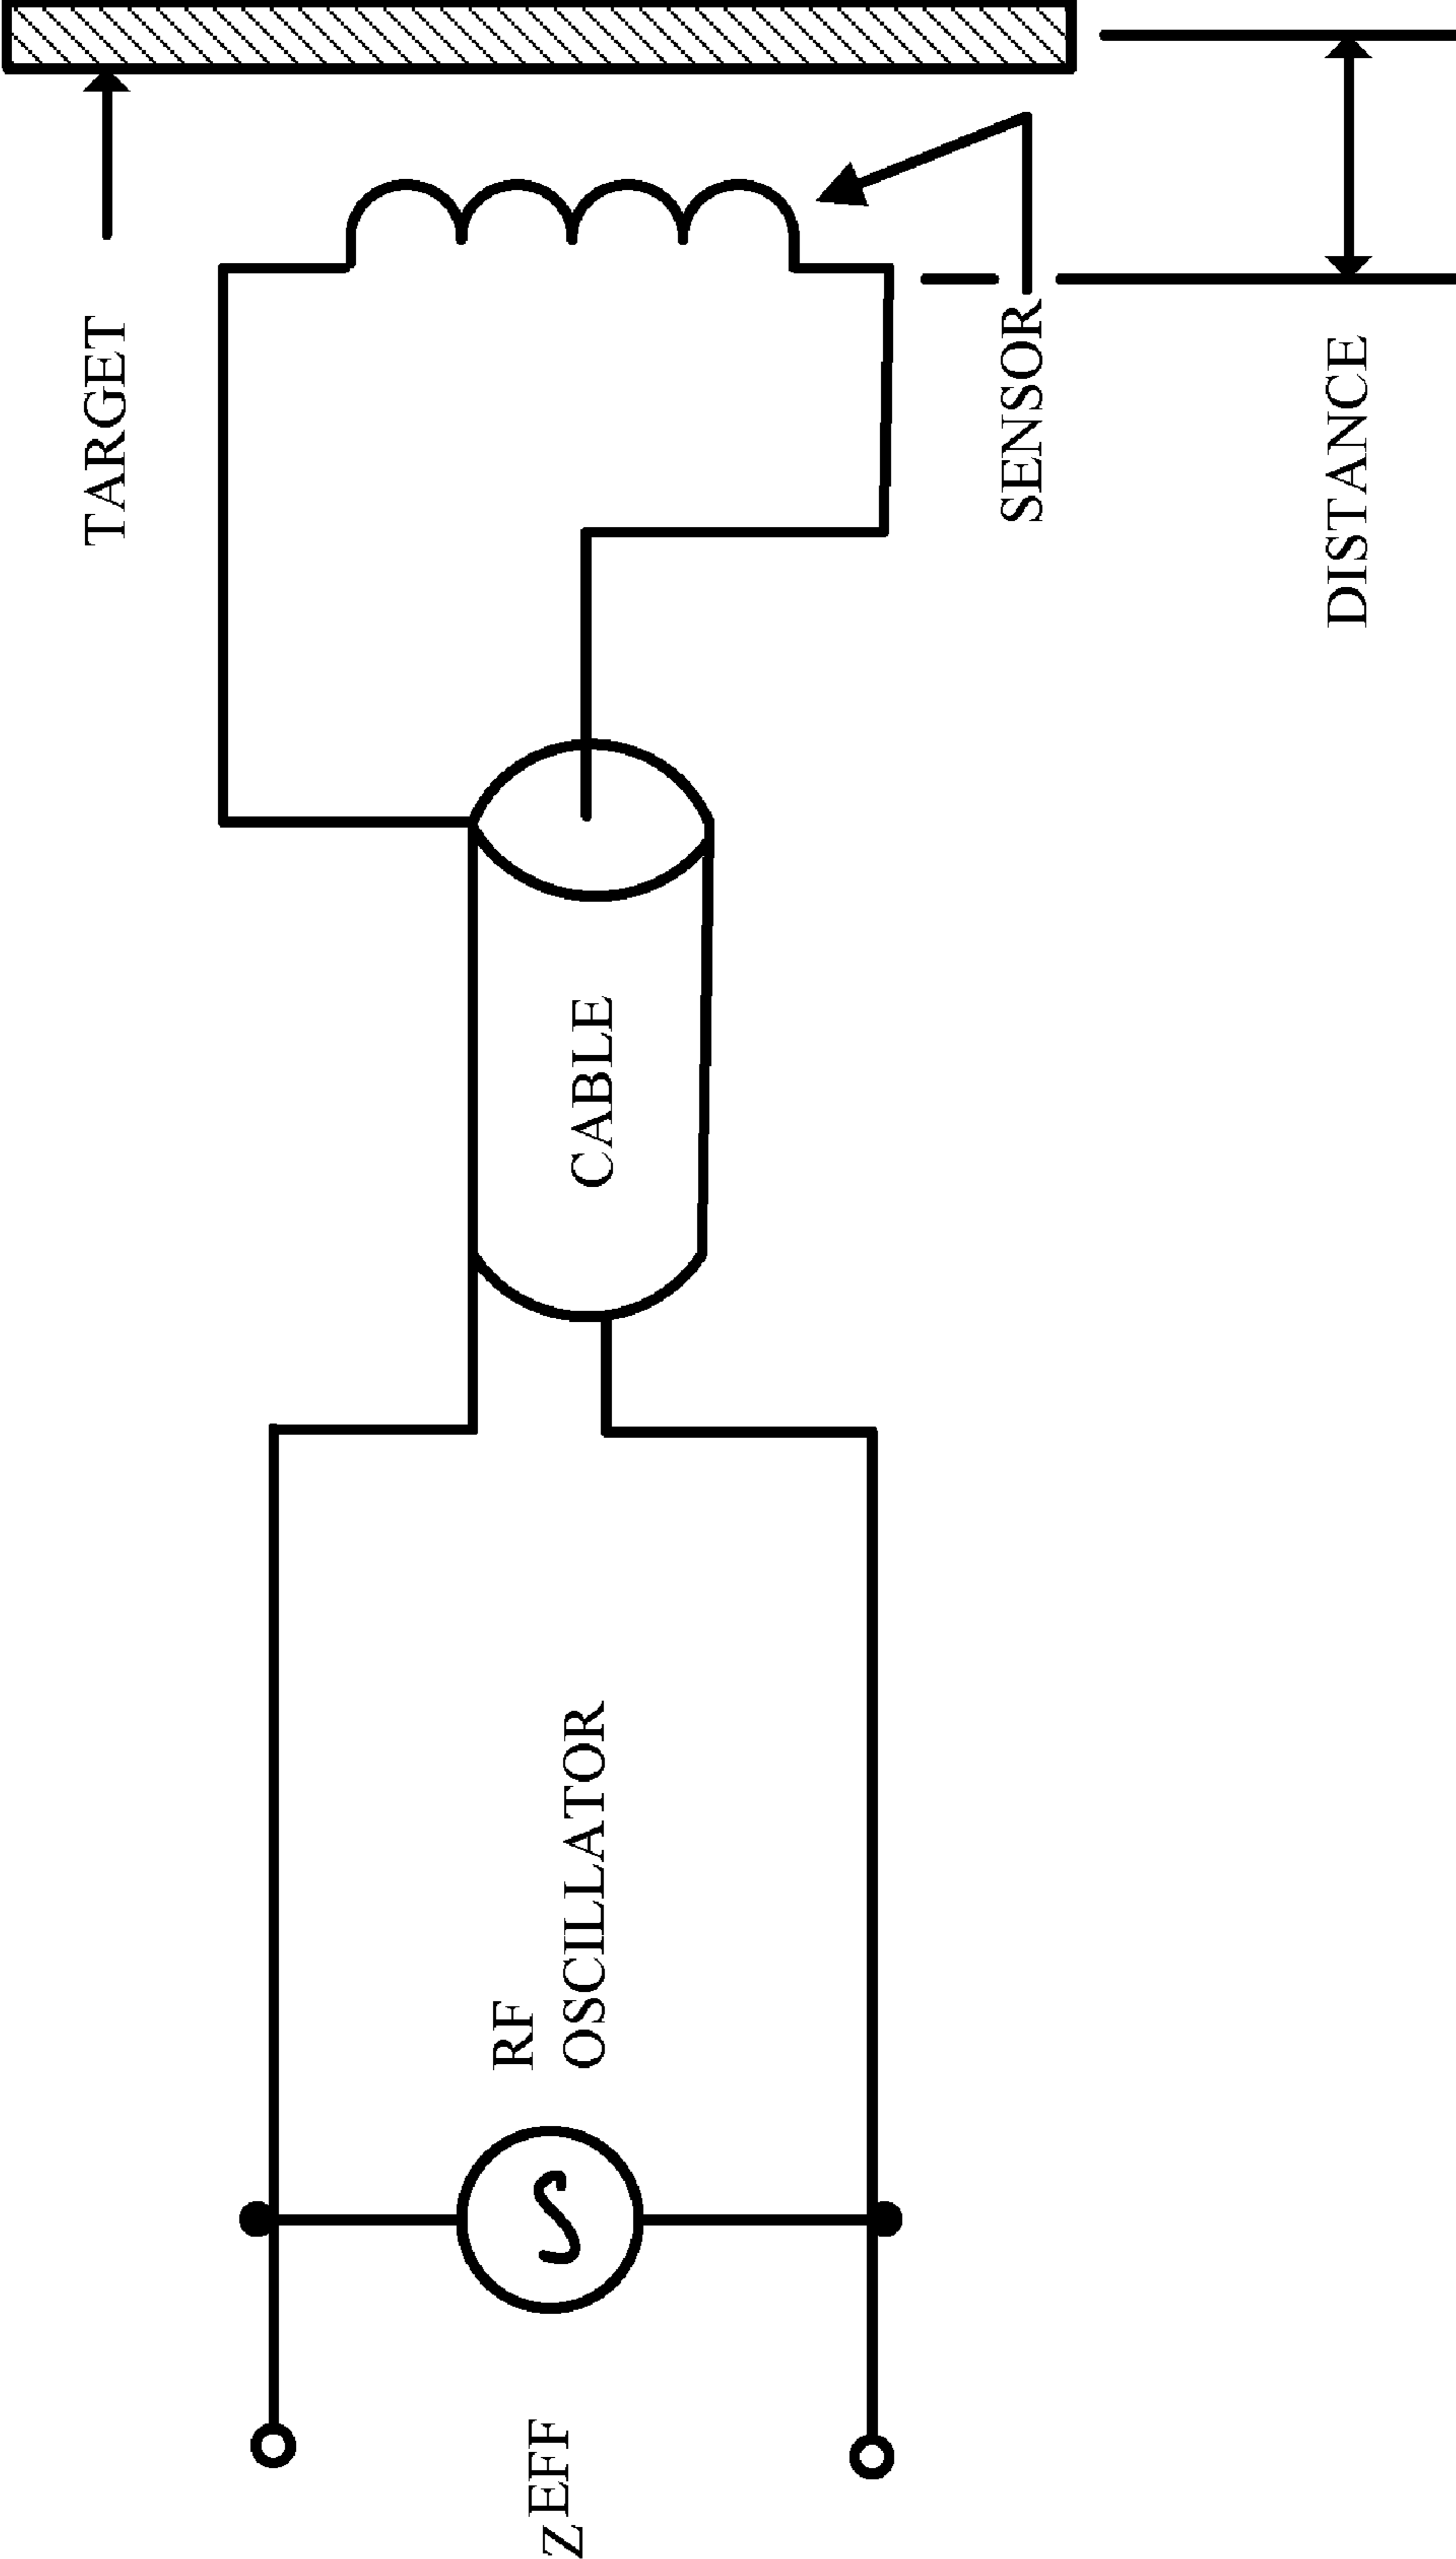 TARGET
SENSOR
DISTANCE
CABLE
RF
OSCILLATOR
ZEFF